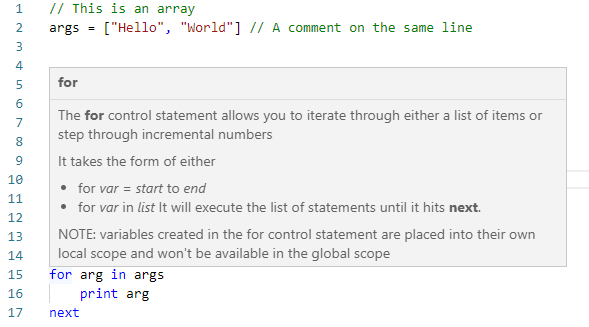 1 // This is an array
2 args = ["Hello", "World"] // A comment on the same line
3
4
5 for
6
7 The for control statement allows you to iterate through either a list of items or
8 step through incremental numbers
9 It takes the form of either
10 • for var = start to end
11 • for var in list It will execute the list of statements until it hits next.
12
13 NOTE: variables created in the for control statement are placed into their own
14 local scope and won't be available in the global scope
15 for arg in args
16 print arg
17 next